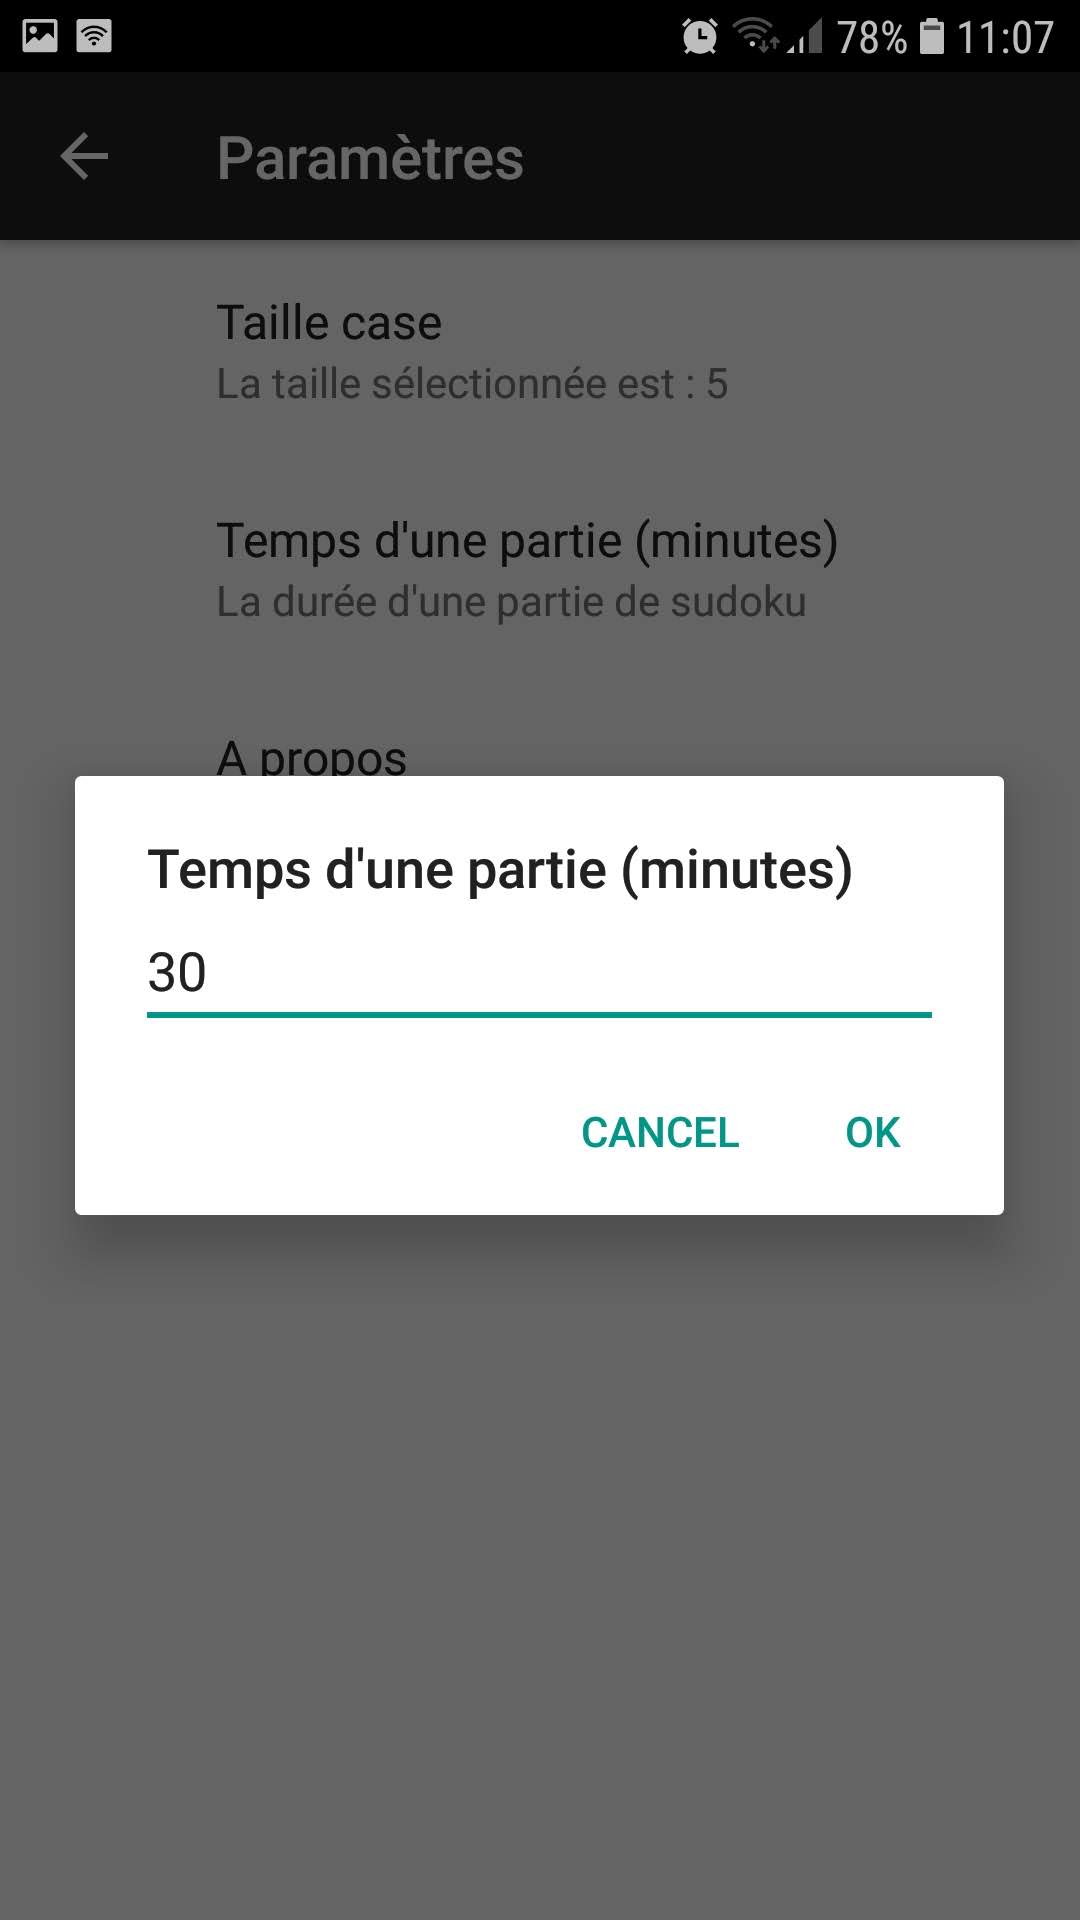 78% 11:07
Paramètres
Taille case
La taille sélectionnée est : 5
Temps d'une partie (minutes)
La durée d'une partie de sudoku
A propos
Temps d'une partie (minutes)
30
CANCEL OK